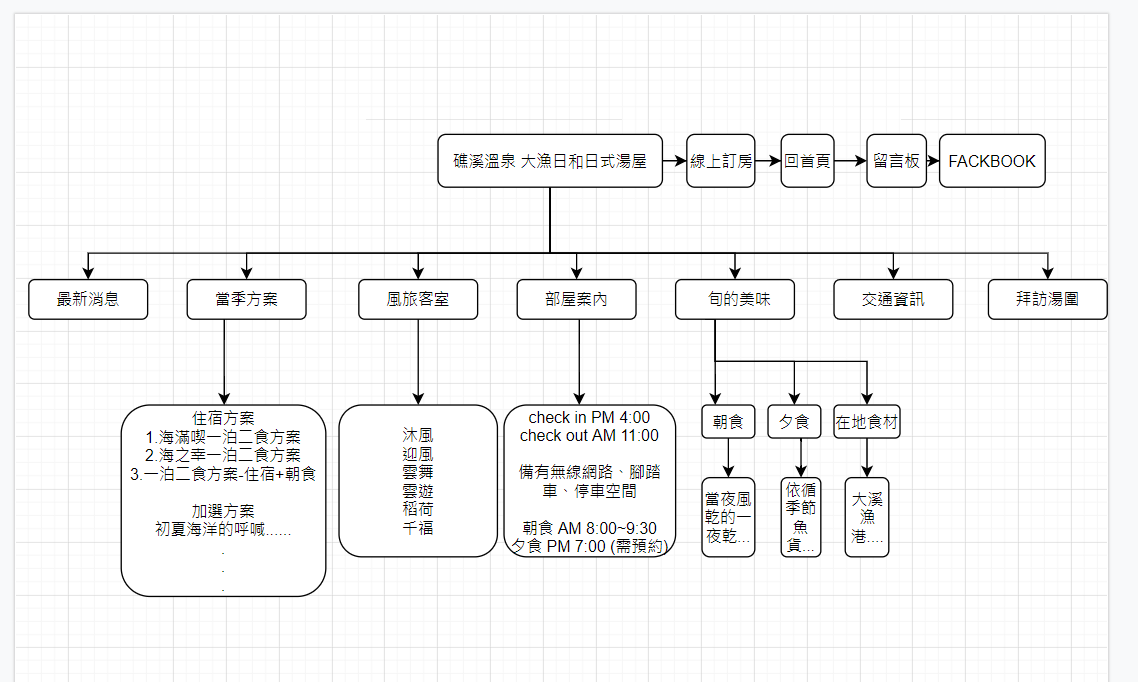 礁溪溫泉 大漁日和日式湯屋
線上訂房
回首頁
留言板
FACKBOOK
最新消息
當季方案
風旅客室
部屋案內
旬的美味
交通資訊
拜訪湯圍
住宿方案
1.海滿喫一泊二食方案
2.海之幸一泊二食方案
3.一泊二食方案-住宿+朝食
加選方案
初夏海洋的呼喊......
.
.
.
沐風
迎風
雲舞
雲遊
稻荷
千福
check in PM 4:00
check out AM 11:00
備有無線網路、腳踏
車、停車空間
朝食 AM 8:00~9:30
夕食 PM 7:00 (需預約)
朝食
夕食
在地食材
當夜風
乾的一
夜乾...
依循
季節
魚
貨...
大溪
漁
港....